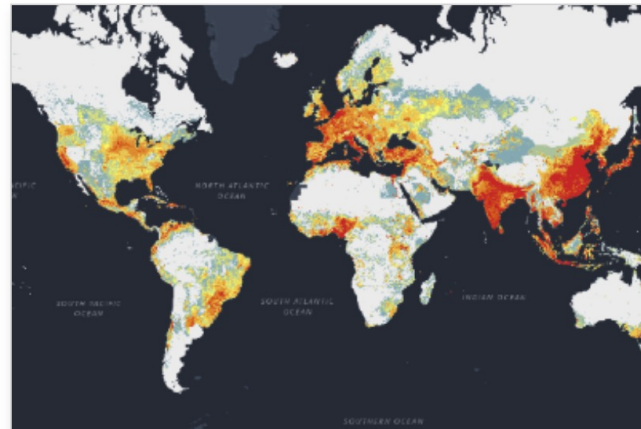 NORTH ATLANTIC
OCEAN
SOUTH PACIFIC
OCEAN
SOUTH ATLANTIC
OCEAN
INDIAN OCEAN
SOUTHERN OCEAN